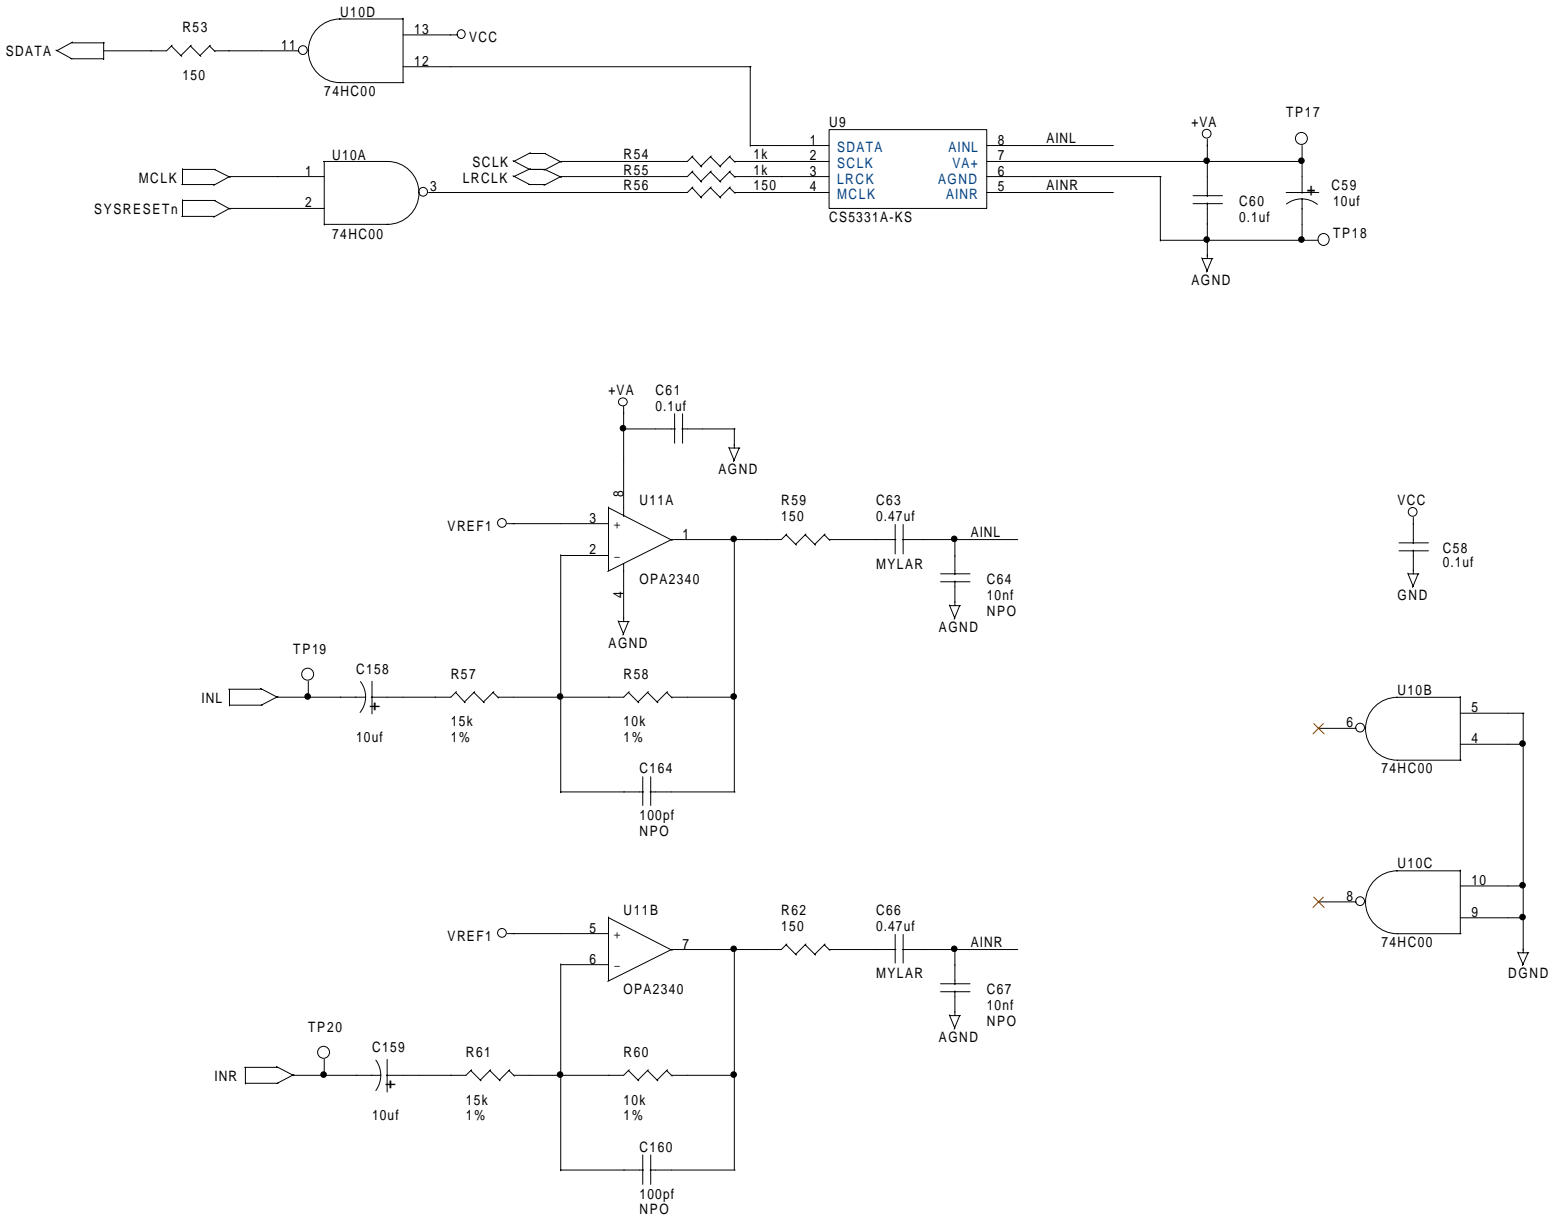 U10D
R53
13
VCC
SDATA
11
12
150
74HC00
U9
TP17
+VA
1
SDATA
AINL
8
AINL
U10A
SCLK
R54
1k
2
SCLK
VA+
7
MCLK
1
LRCLK
R55
1k
3
LRCK
AGND
6
3
R56
150
4
MCLK
AINR
5
AINR
C59
10uf
+
SYSRESETn
2
C60
0.1uf
74HC00
CS5331A-KS
TP18
AGND
+VA
C61
0.1uf
AGND
8
U11A
R59
150
C63
0.47uf
VCC
VREF1
3
+
1
AINL
2
−
C58
0.1uf
OPA2340
MYLAR
C64
10nf
NPO
4
GND
AGND
AGND
TP19
C158
R57
R58
INL
+
U10B
10uf
15k
1%
10k
1%
5
6
4
C164
74HC00
100pf
NPO
U10C
10
8
9
U11B
R62
150
C66
0.47uf
VREF1
5
+
7
AINR
74HC00
6
−
OPA2340
MYLAR
DGND
C67
10nf
NPO
AGND
TP20
C159
R61
R60
INR
+
10uf
15k
1%
10k
1%
C160
100pf
NPO